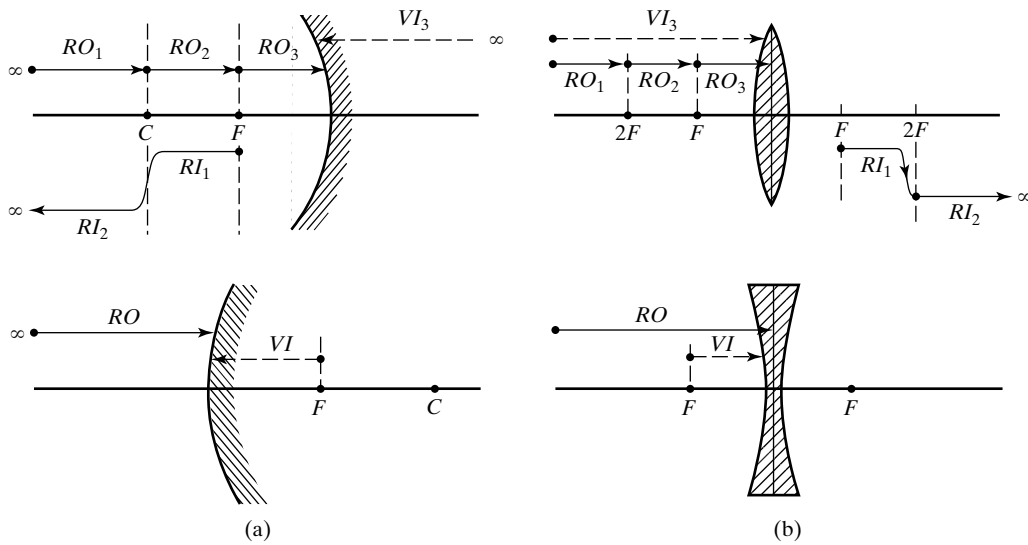 VI₃
∞
RO₁ RO₂ RO₃
∞
C F
RI₁
∞
RI₂
VI₃
RO₁ RO₂ RO₃
2F F F 2F
RI₁
RI₂
∞
RO
∞
VI
F C
RO
VI
F F
(a) (b)